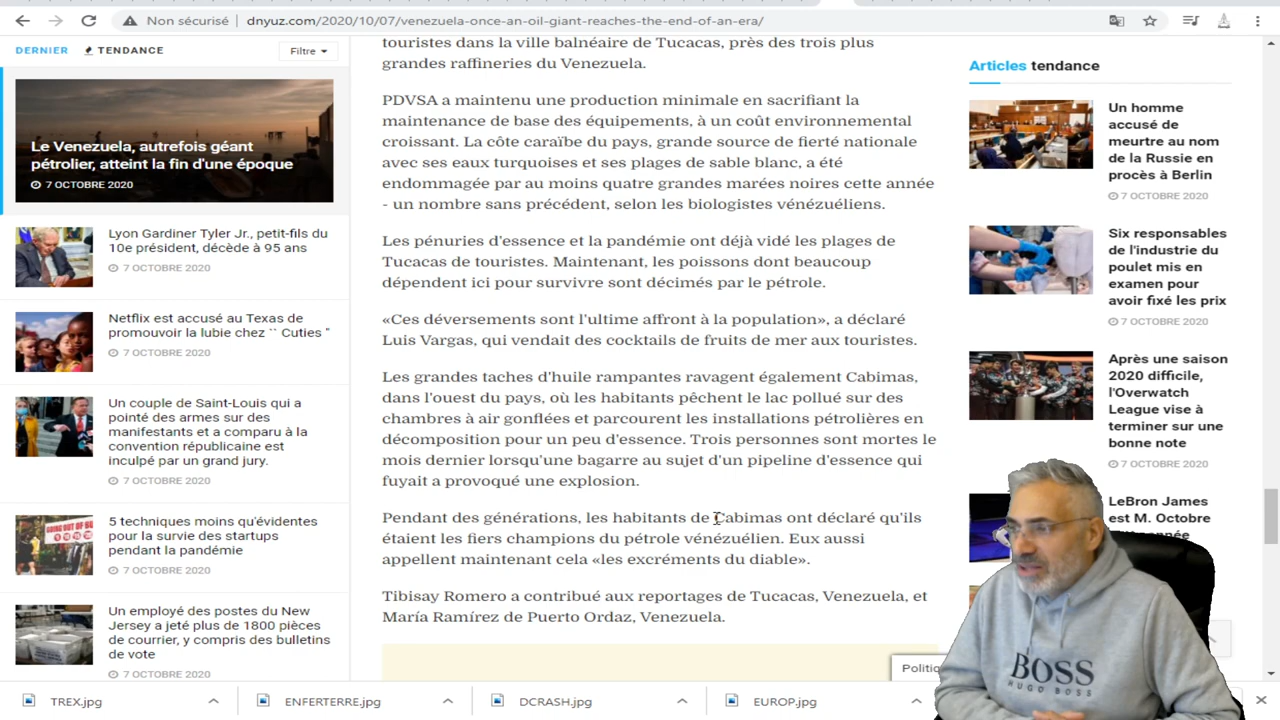 Non sécurisé
dnyuz.com/2020/10/07/venezuela-once-an-oil-giant-reaches-the-end-of-an-era/
DERNIER
TENDANCE
Filtre
Le Venezuela, autrefois géant
pétrolier, atteint la fin d'une époque
7 OCTOBRE 2020
Lyon Gardiner Tyler Jr., petit-fils du
10e président, décède à 95 ans
7 OCTOBRE 2020
Netflix est accusé au Texas de
promouvoir la lubie chez `` Cuties "
7 OCTOBRE 2020
Un couple de Saint-Louis qui a
pointé des armes sur des
manifestants et a comparu à la
convention républicaine est
inculpé par un grand jury.
7 OCTOBRE 2020
5 techniques moins qu'évidentes
pour la survie des startups
pendant la pandémie
7 OCTOBRE 2020
Un employé des postes du New
Jersey a jeté plus de 1800 pièces
de courrier, y compris des bulletins
de vote
7 OCTOBRE 2020
touristes dans la ville balnéaire de Tucacas, près des trois plus
grandes raffineries du Venezuela.
PDVSA a maintenu une production minimale en sacrifiant la
maintenance de base des équipements, à un coût environnemental
croissant. La côte caraïbe du pays, grande source de fierté nationale
avec ses eaux turquoises et ses plages de sable blanc, a été
endommagée par au moins quatre grandes marées noires cette année
- un nombre sans précédent, selon les biologistes vénézuéliens.
Les pénuries d'essence et la pandémie ont déjà vidé les plages de
Tucacas de touristes. Maintenant, les poissons dont beaucoup
dépendent ici pour survivre sont décimés par le pétrole.
«Ces déversements sont l'ultime affront à la population», a déclaré
Luis Vargas, qui vendait des cocktails de fruits de mer aux touristes.
Les grandes taches d'huile rampantes ravagent également Cabimas,
dans l'ouest du pays, où les habitants pêchent le lac pollué sur des
chambres à air gonflées et parcourent les installations pétrolières en
décomposition pour un peu d'essence. Trois personnes sont mortes le
mois dernier lorsqu'une bagarre au sujet d'un pipeline d'essence qui
fuyait a provoqué une explosion.
Pendant des générations, les habitants de Cabimas ont déclaré qu'ils
étaient les fiers champions du pétrole vénézuélien. Eux aussi
appellent maintenant cela «les excréments du diable».
Tibisay Romero a contribué aux reportages de Tucacas, Venezuela, et
María Ramírez de Puerto Ordaz, Venezuela.
Articles tendance
Un homme
accusé de
meurtre au nom
de la Russie en
procès à Berlin
7 OCTOBRE 2020
Six responsables
de l'industrie du
poulet mis en
examen pour
avoir fixé les prix
7 OCTOBRE 2020
Après une saison
2020 difficile,
l'Overwatch
League vise à
terminer sur une
bonne note
7 OCTOBRE 2020
LeBron James
est M. Octobre
BOSS
HUGO BOSS
TREX.jpg
ENFERTERRE.jpg
DCRASH.jpg
EUROP.jpg